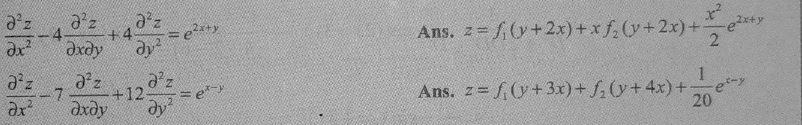 ∂²z/∂x² − 4 ∂²z/∂x∂y + 4 ∂²z/∂y² = e^(2x+y) Ans. z = f₁(y+2x) + x f₂(y+2x) + x²/2 e^(2x+y)
∂²z/∂x² − 7 ∂²z/∂x∂y + 12 ∂²z/∂y² = e^(x−y) Ans. z = f₁(y+3x) + f₂(y+4x) + 1/20 e^(x−y)